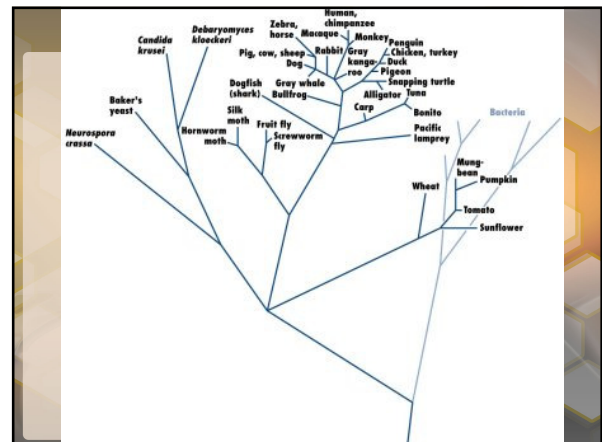 Candida
krusei
Debaryomyces
kloeckeri
Baker's
yeast
Neurospora
crassa
Zebra,
horse
Human,
chimpanzee
Macaque
Monkey
Pig, cow, sheep
Rabbit
Gray
kanga-
roo
Dog
Penguin
Chicken, turkey
Duck
Pigeon
Snapping turtle
Alligator
Dogfish
(shark)
Gray whale
Bullfrog
Tuna
Carp
Bonito
Silk
moth
Hornworm
moth
Fruit fly
Screwworm
fly
Pacific
lamprey
Bacteria
Wheat
Mung-
bean
Pumpkin
Tomato
Sunflower